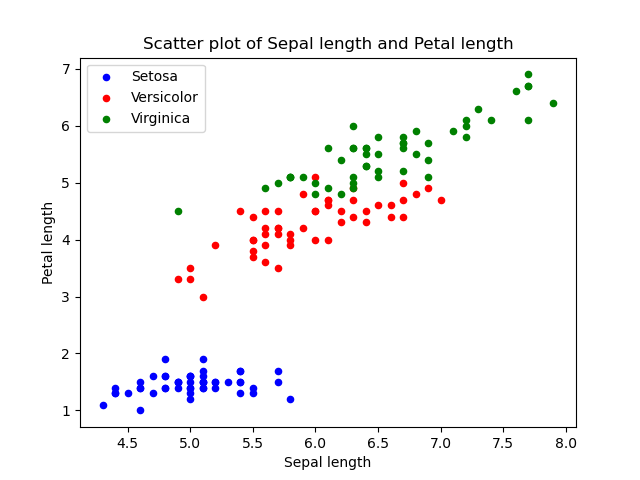 Scatter plot of Sepal length and Petal length
Setosa
Versicolor
Virginica
7
6
5
4
3
2
1
Petal length
4.5 5.0 5.5 6.0 6.5 7.0 7.5 8.0
Sepal length